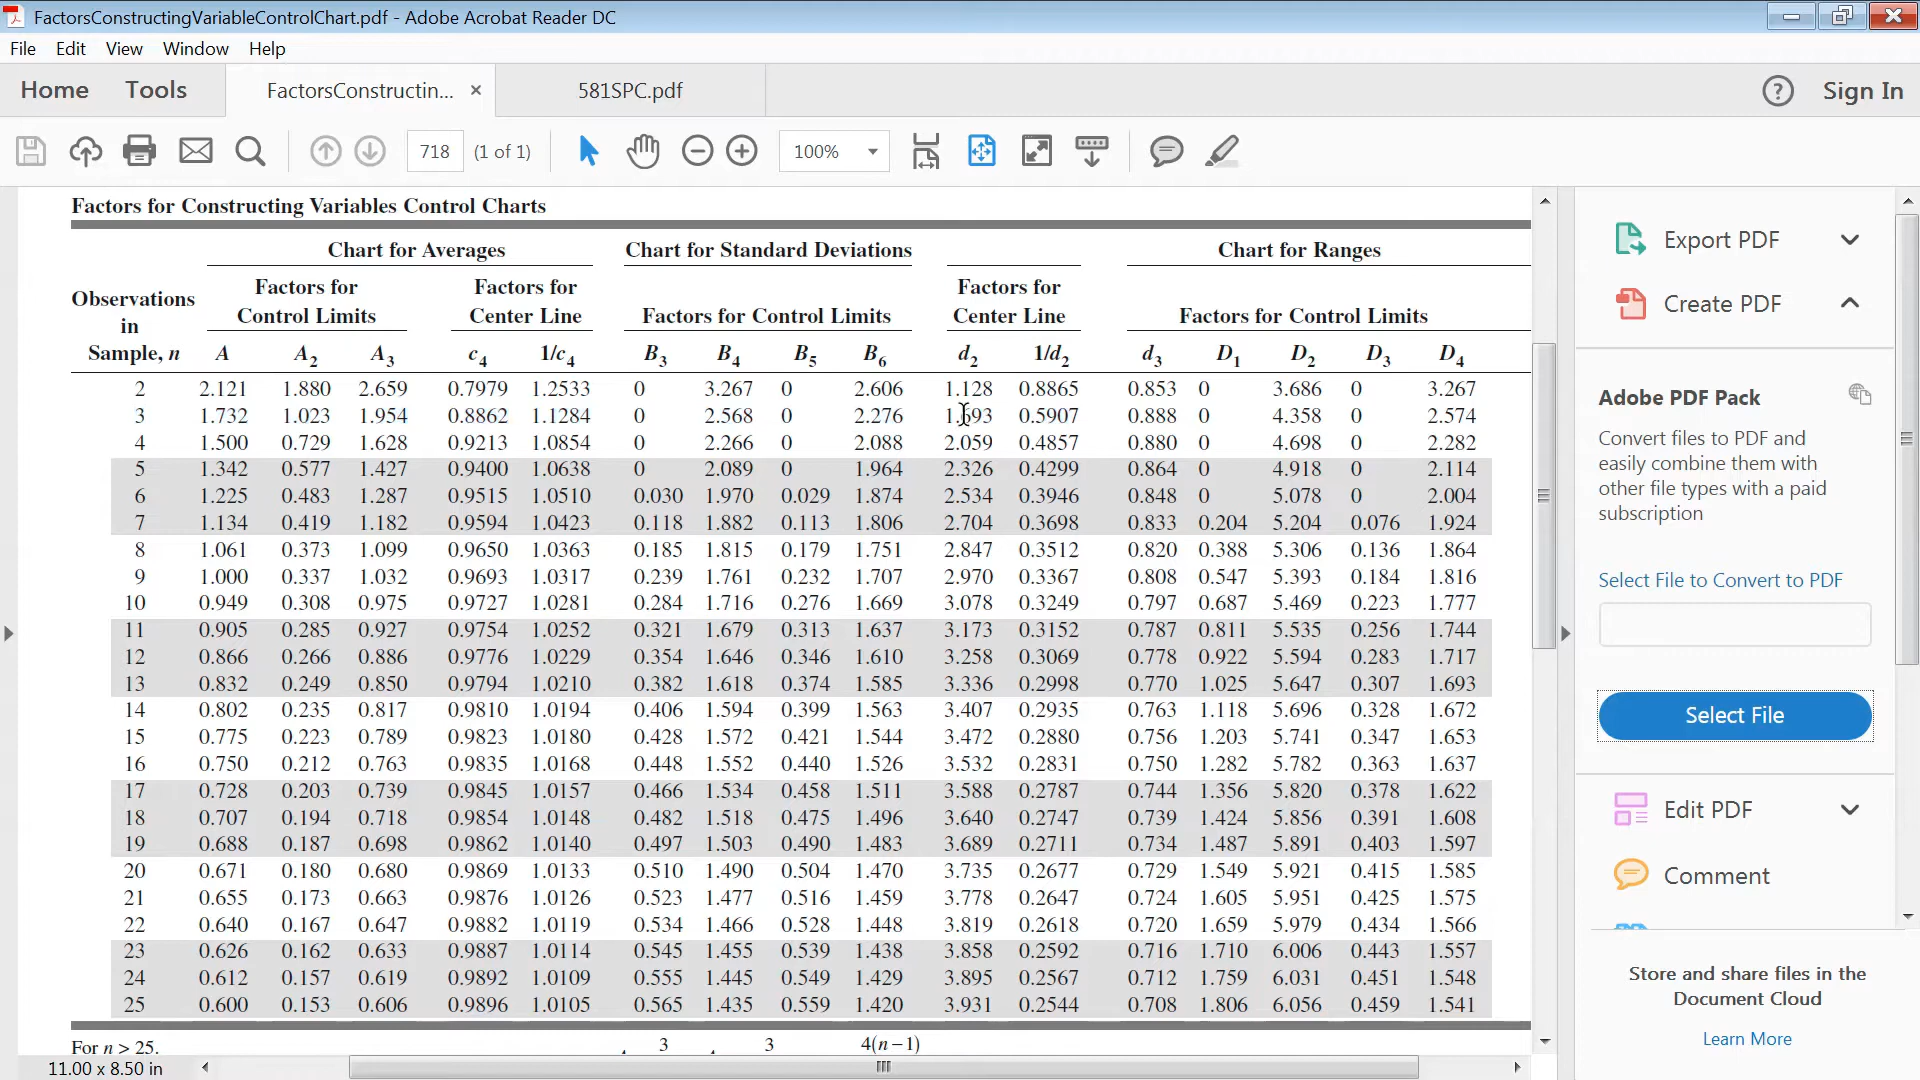 FactorsConstructingVariableControlChart.pdf - Adobe Acrobat Reader DC
File Edit View Window Help
Home Tools FactorsConstructin... × 581SPC.pdf ? Sign In
718 (1 of 1) 100%
Factors for Constructing Variables Control Charts
Chart for Averages Chart for Standard Deviations Chart for Ranges
Observations in Sample, n
Factors for Control Limits Factors for Center Line Factors for Control Limits Factors for Center Line Factors for Control Limits
A A2 A3 c4 1/c4 B3 B4 B5 B6 d2 1/d2 d3 D1 D2 D3 D4
2 2.121 1.880 2.659 0.7979 1.2533 0 3.267 0 2.606 1.128 0.8865 0.853 0 3.686 0 3.267
3 1.732 1.023 1.954 0.8862 1.1284 0 2.568 0 2.276 1.693 0.5907 0.888 0 4.358 0 2.574
4 1.500 0.729 1.628 0.9213 1.0854 0 2.266 0 2.088 2.059 0.4857 0.880 0 4.698 0 2.282
5 1.342 0.577 1.427 0.9400 1.0638 0 2.089 0 1.964 2.326 0.4299 0.864 0 4.918 0 2.114
6 1.225 0.483 1.287 0.9515 1.0510 0.030 1.970 0.029 1.874 2.534 0.3946 0.848 0 5.078 0 2.004
7 1.134 0.419 1.182 0.9594 1.0423 0.118 1.882 0.113 1.806 2.704 0.3698 0.833 0.204 5.204 0.076 1.924
8 1.061 0.373 1.099 0.9650 1.0363 0.185 1.815 0.179 1.751 2.847 0.3512 0.820 0.388 5.306 0.136 1.864
9 1.000 0.337 1.032 0.9693 1.0317 0.239 1.761 0.232 1.707 2.970 0.3367 0.808 0.547 5.393 0.184 1.816
10 0.949 0.308 0.975 0.9727 1.0281 0.284 1.716 0.276 1.669 3.078 0.3249 0.797 0.687 5.469 0.223 1.777
11 0.905 0.285 0.927 0.9754 1.0252 0.321 1.679 0.313 1.637 3.173 0.3152 0.787 0.811 5.535 0.256 1.744
12 0.866 0.266 0.886 0.9776 1.0229 0.354 1.646 0.346 1.610 3.258 0.3069 0.778 0.922 5.594 0.283 1.717
13 0.832 0.249 0.850 0.9794 1.0210 0.382 1.618 0.374 1.585 3.336 0.2998 0.770 1.025 5.647 0.307 1.693
14 0.802 0.235 0.817 0.9810 1.0194 0.406 1.594 0.399 1.563 3.407 0.2935 0.763 1.118 5.696 0.328 1.672
15 0.775 0.223 0.789 0.9823 1.0180 0.428 1.572 0.421 1.544 3.472 0.2880 0.756 1.203 5.741 0.347 1.653
16 0.750 0.212 0.763 0.9835 1.0168 0.448 1.552 0.440 1.526 3.532 0.2831 0.750 1.282 5.782 0.363 1.637
17 0.728 0.203 0.739 0.9845 1.0157 0.466 1.534 0.458 1.511 3.588 0.2787 0.744 1.356 5.820 0.378 1.622
18 0.707 0.194 0.718 0.9854 1.0148 0.482 1.518 0.475 1.496 3.640 0.2747 0.739 1.424 5.856 0.391 1.608
19 0.688 0.187 0.698 0.9862 1.0140 0.497 1.503 0.490 1.483 3.689 0.2711 0.734 1.487 5.891 0.403 1.597
20 0.671 0.180 0.680 0.9869 1.0133 0.510 1.490 0.504 1.470 3.735 0.2677 0.729 1.549 5.921 0.415 1.585
21 0.655 0.173 0.663 0.9876 1.0126 0.523 1.477 0.516 1.459 3.778 0.2647 0.724 1.605 5.951 0.425 1.575
22 0.640 0.167 0.647 0.9882 1.0119 0.534 1.466 0.528 1.448 3.819 0.2618 0.720 1.659 5.979 0.434 1.566
23 0.626 0.162 0.633 0.9887 1.0114 0.545 1.455 0.539 1.438 3.858 0.2592 0.716 1.710 6.006 0.443 1.557
24 0.612 0.157 0.619 0.9892 1.0109 0.555 1.445 0.549 1.429 3.895 0.2567 0.712 1.759 6.031 0.451 1.548
25 0.600 0.153 0.606 0.9896 1.0105 0.565 1.435 0.559 1.420 3.931 0.2544 0.708 1.806 6.056 0.459 1.541
For n > 25.
3 3 4(n−1)
11.00 x 8.50 in
Export PDF
Create PDF
Adobe PDF Pack
Convert files to PDF and
easily combine them with
other file types with a paid
subscription
Select File to Convert to PDF
Select File
Edit PDF
Comment
Store and share files in the
Document Cloud
Learn More